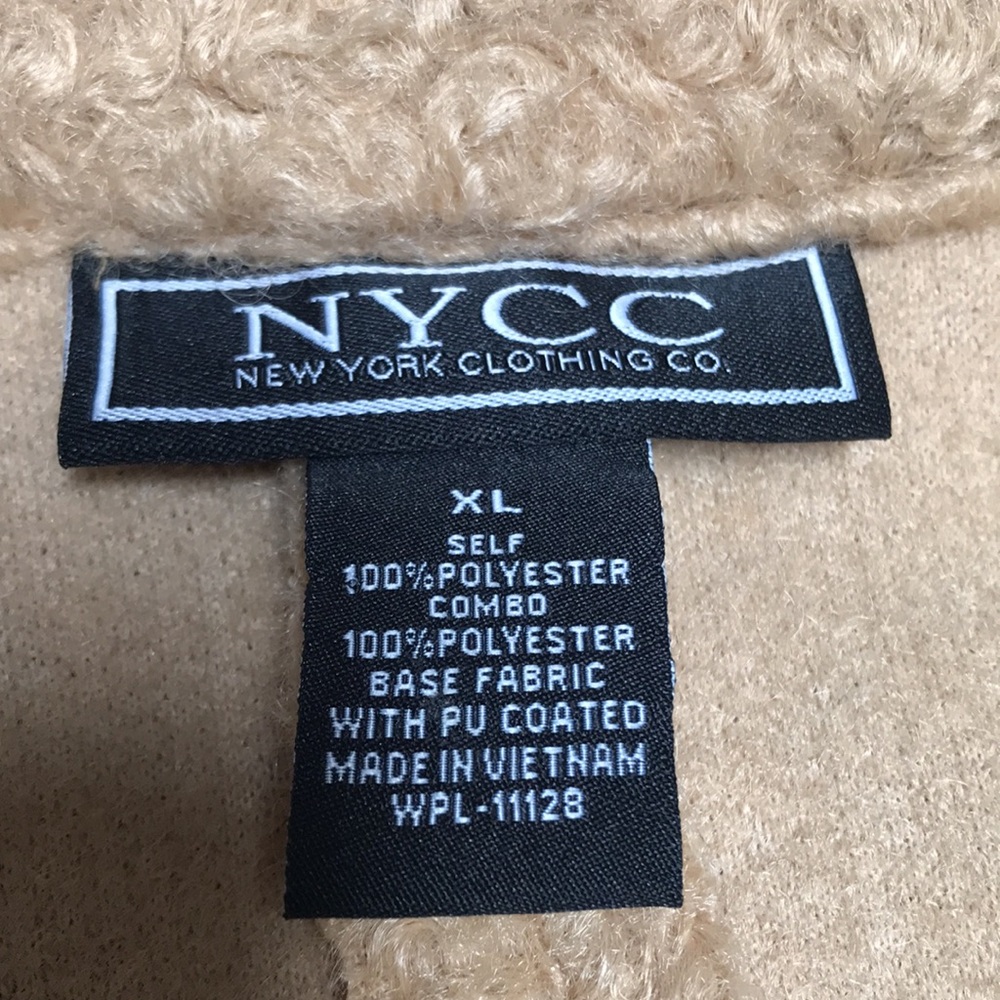 NYCC
NEW YORK CLOTHING CO.
XL
SELF
100%POLYESTER
COMBO
100%POLYESTER
BASE FABRIC
WITH PU COATED
MADE IN VIETNAM
WPL-11128